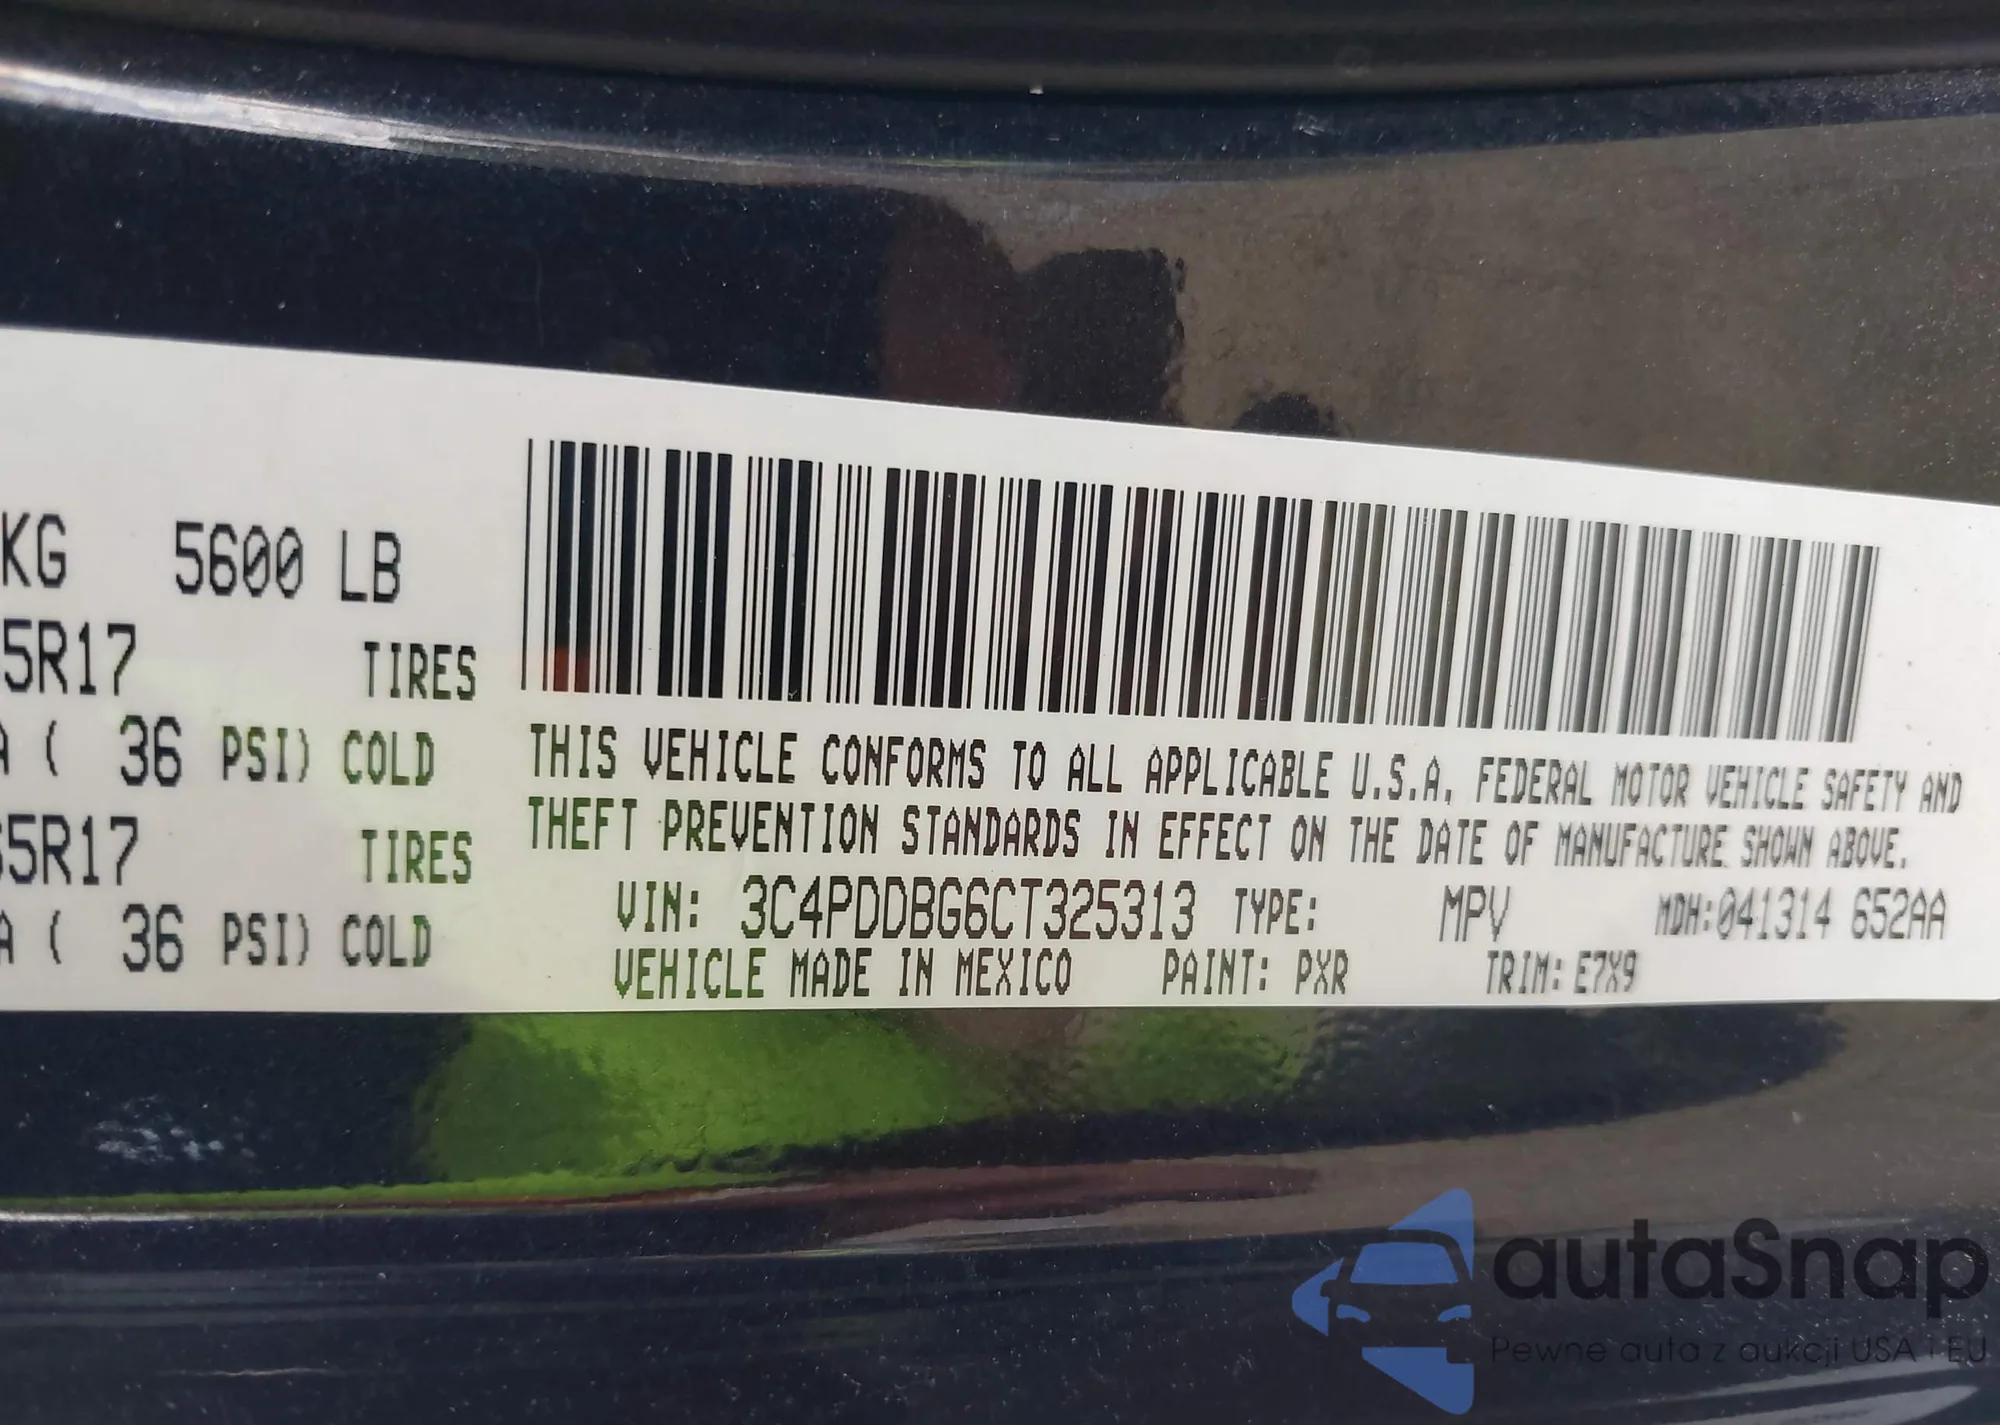 KG 5600 LB
5R17 TIRES
A ( 36 PSI) COLD
5R17 TIRES
A ( 36 PSI) COLD
THIS VEHICLE CONFORMS TO ALL APPLICABLE U.S.A. FEDERAL MOTOR VEHICLE SAFETY AND
THEFT PREVENTION STANDARDS IN EFFECT ON THE DATE OF MANUFACTURE SHOWN ABOVE.
VIN: 3C4PDDBG6CT325313 TYPE: MPV MDH:041314 652AA
VEHICLE MADE IN MEXICO PAINT: PXR TRIM: E7X9
autaSnap
Pewne auta z aukcji USA i EU